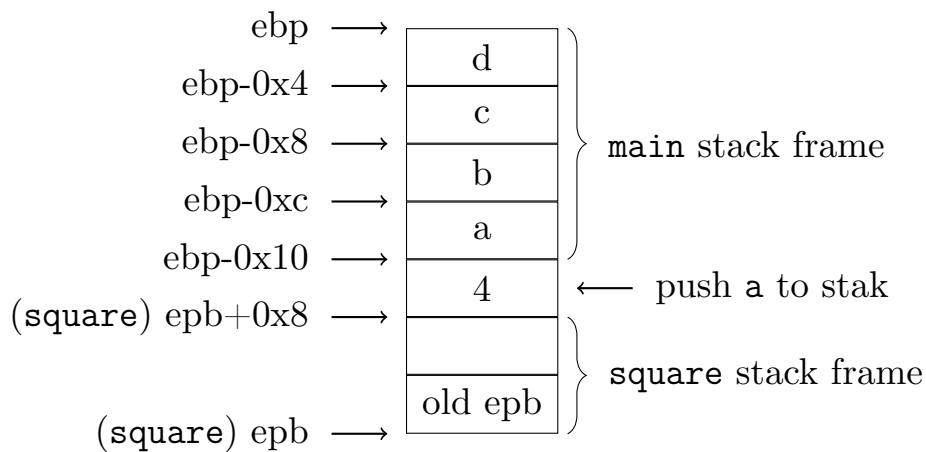 ebp
d
ebp-0x4
c
ebp-0x8
main stack frame
b
ebp-0xc
a
ebp-0x10
4
push a to stak
(square) epb+0x8
square stack frame
old epb
(square) epb